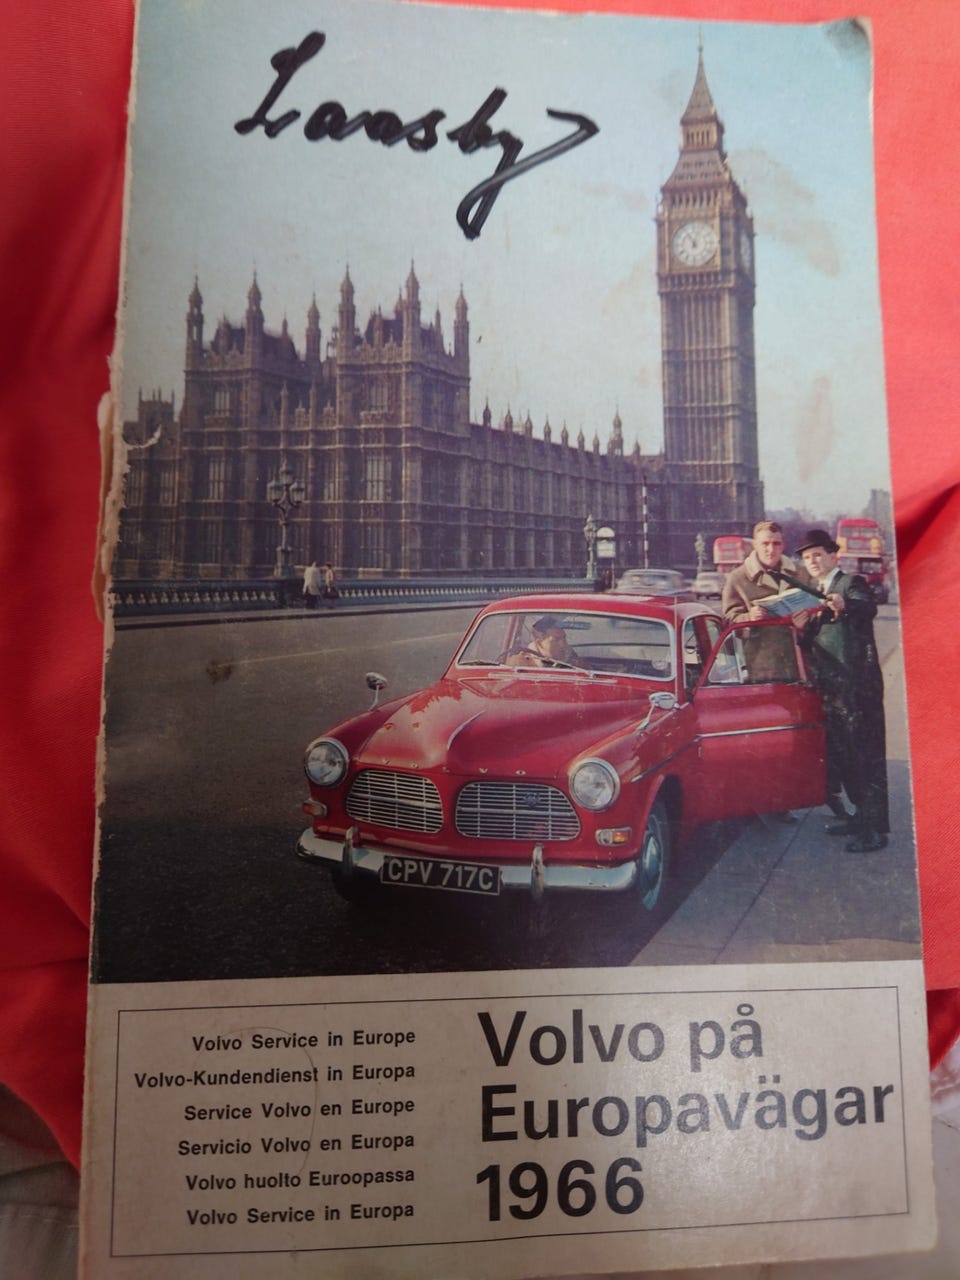 Laasby
VOLVO
CPV 717C
Volvo Service in Europe
Volvo-Kundendienst in Europa
Service Volvo en Europe
Servicio Volvo en Europa
Volvo huolto Euroopassa
Volvo Service in Europa
Volvo på
Europavägar
1966